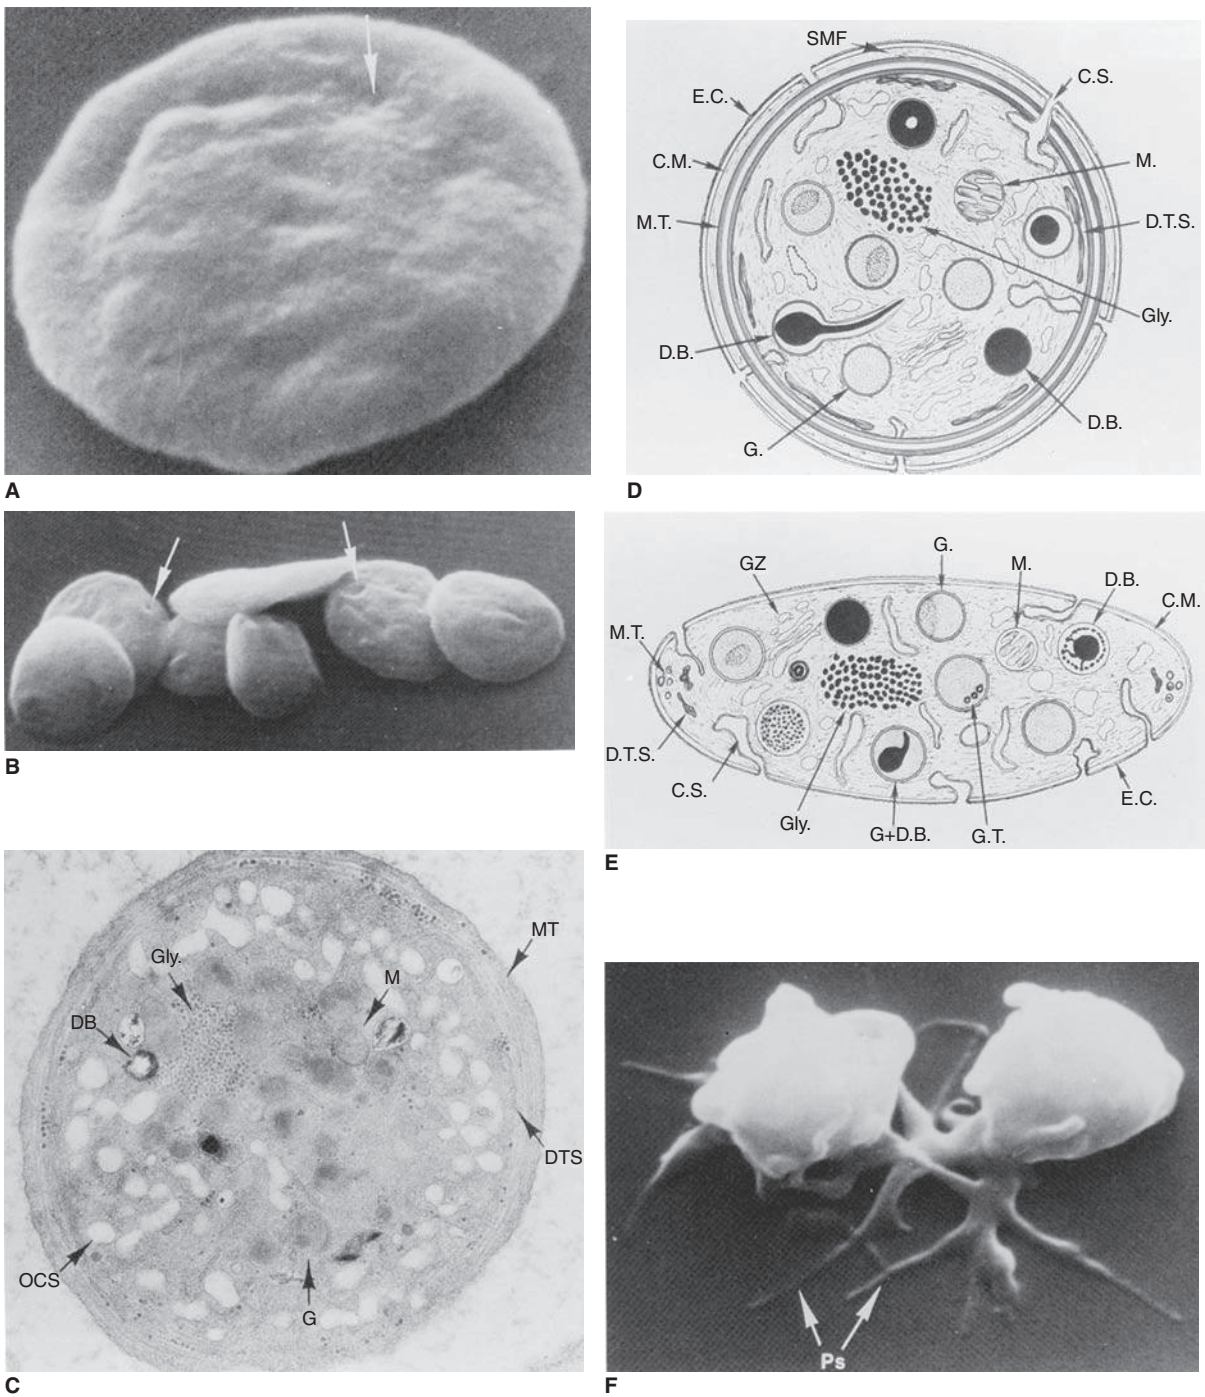 A
SMF
C.S.
E.C.
C.M.
M.
M.T.
D.T.S.
Gly.
D.B.
D.B.
G.
D
B
G.
GZ
M.
D.B.
C.M.
M.T.
D.T.S.
C.S.
E.C.
Gly.
G+D.B.
G.T.
E
MT
Gly.
M
DB
DTS
OCS
G
C
Ps
F